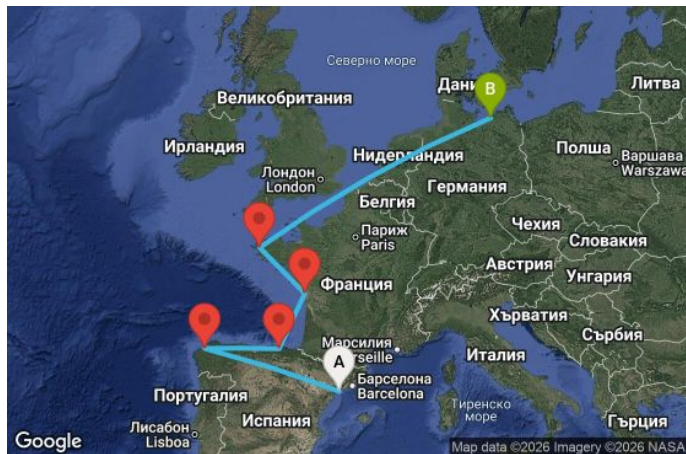 Северно море
Дани
B
Литва
Великобритания
Ирландия
Нидерландия
Полша
Варшава
Warszawa
Лондон
London
Германия
Белгия
Чехия
Париж
Paris
Словакия
Австрия
Унгария
Франция
Хърватия
Сърбия
Марсилия
Италия
A
Барселона
Barcelona
Португалия
Испания
Тиренско
море
Гърция
Лисабон
Lisboa
Google
Map data ©2026 Imagery ©2026 NASA